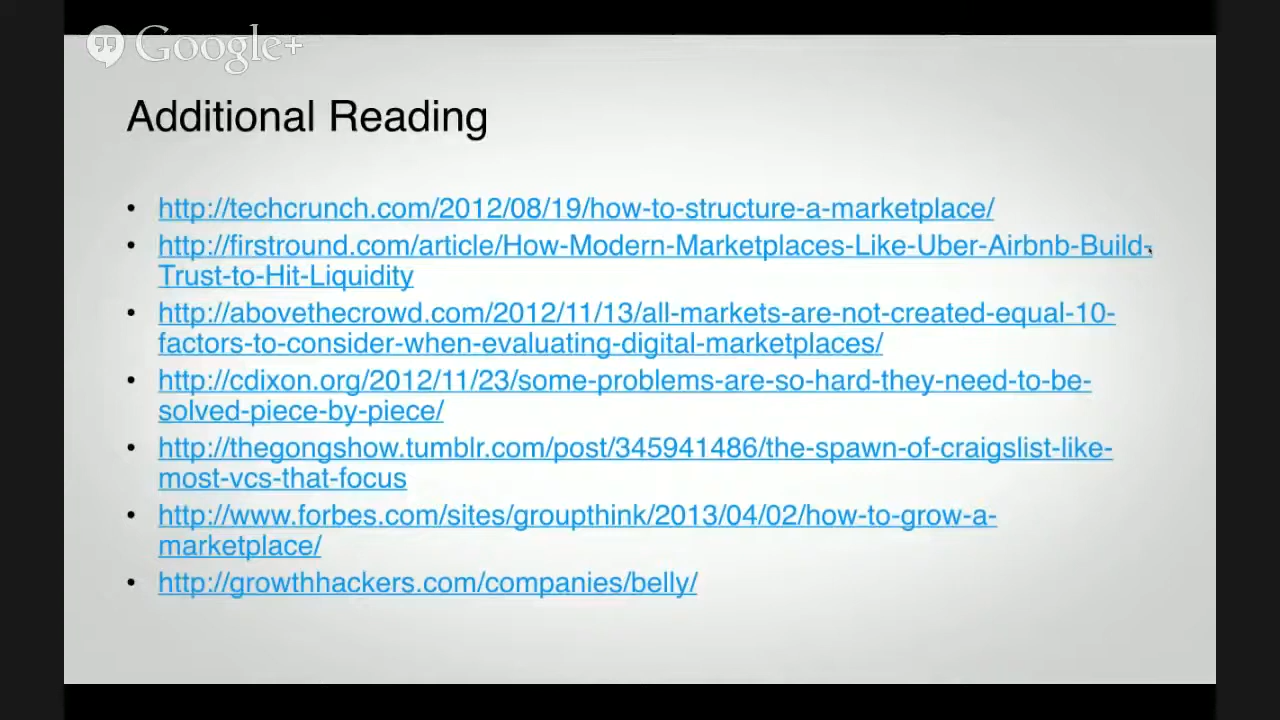 Google+
Additional Reading
• http://techcrunch.com/2012/08/19/how-to-structure-a-marketplace/
• http://firstround.com/article/How-Modern-Marketplaces-Like-Uber-Airbnb-Build-
Trust-to-Hit-Liquidity
• http://abovethecrowd.com/2012/11/13/all-markets-are-not-created-equal-10-
factors-to-consider-when-evaluating-digital-marketplaces/
• http://cdixon.org/2012/11/23/some-problems-are-so-hard-they-need-to-be-
solved-piece-by-piece/
• http://thegongshow.tumblr.com/post/345941486/the-spawn-of-craigslist-like-
most-vcs-that-focus
• http://www.forbes.com/sites/groupthink/2013/04/02/how-to-grow-a-
marketplace/
• http://growthhackers.com/companies/belly/